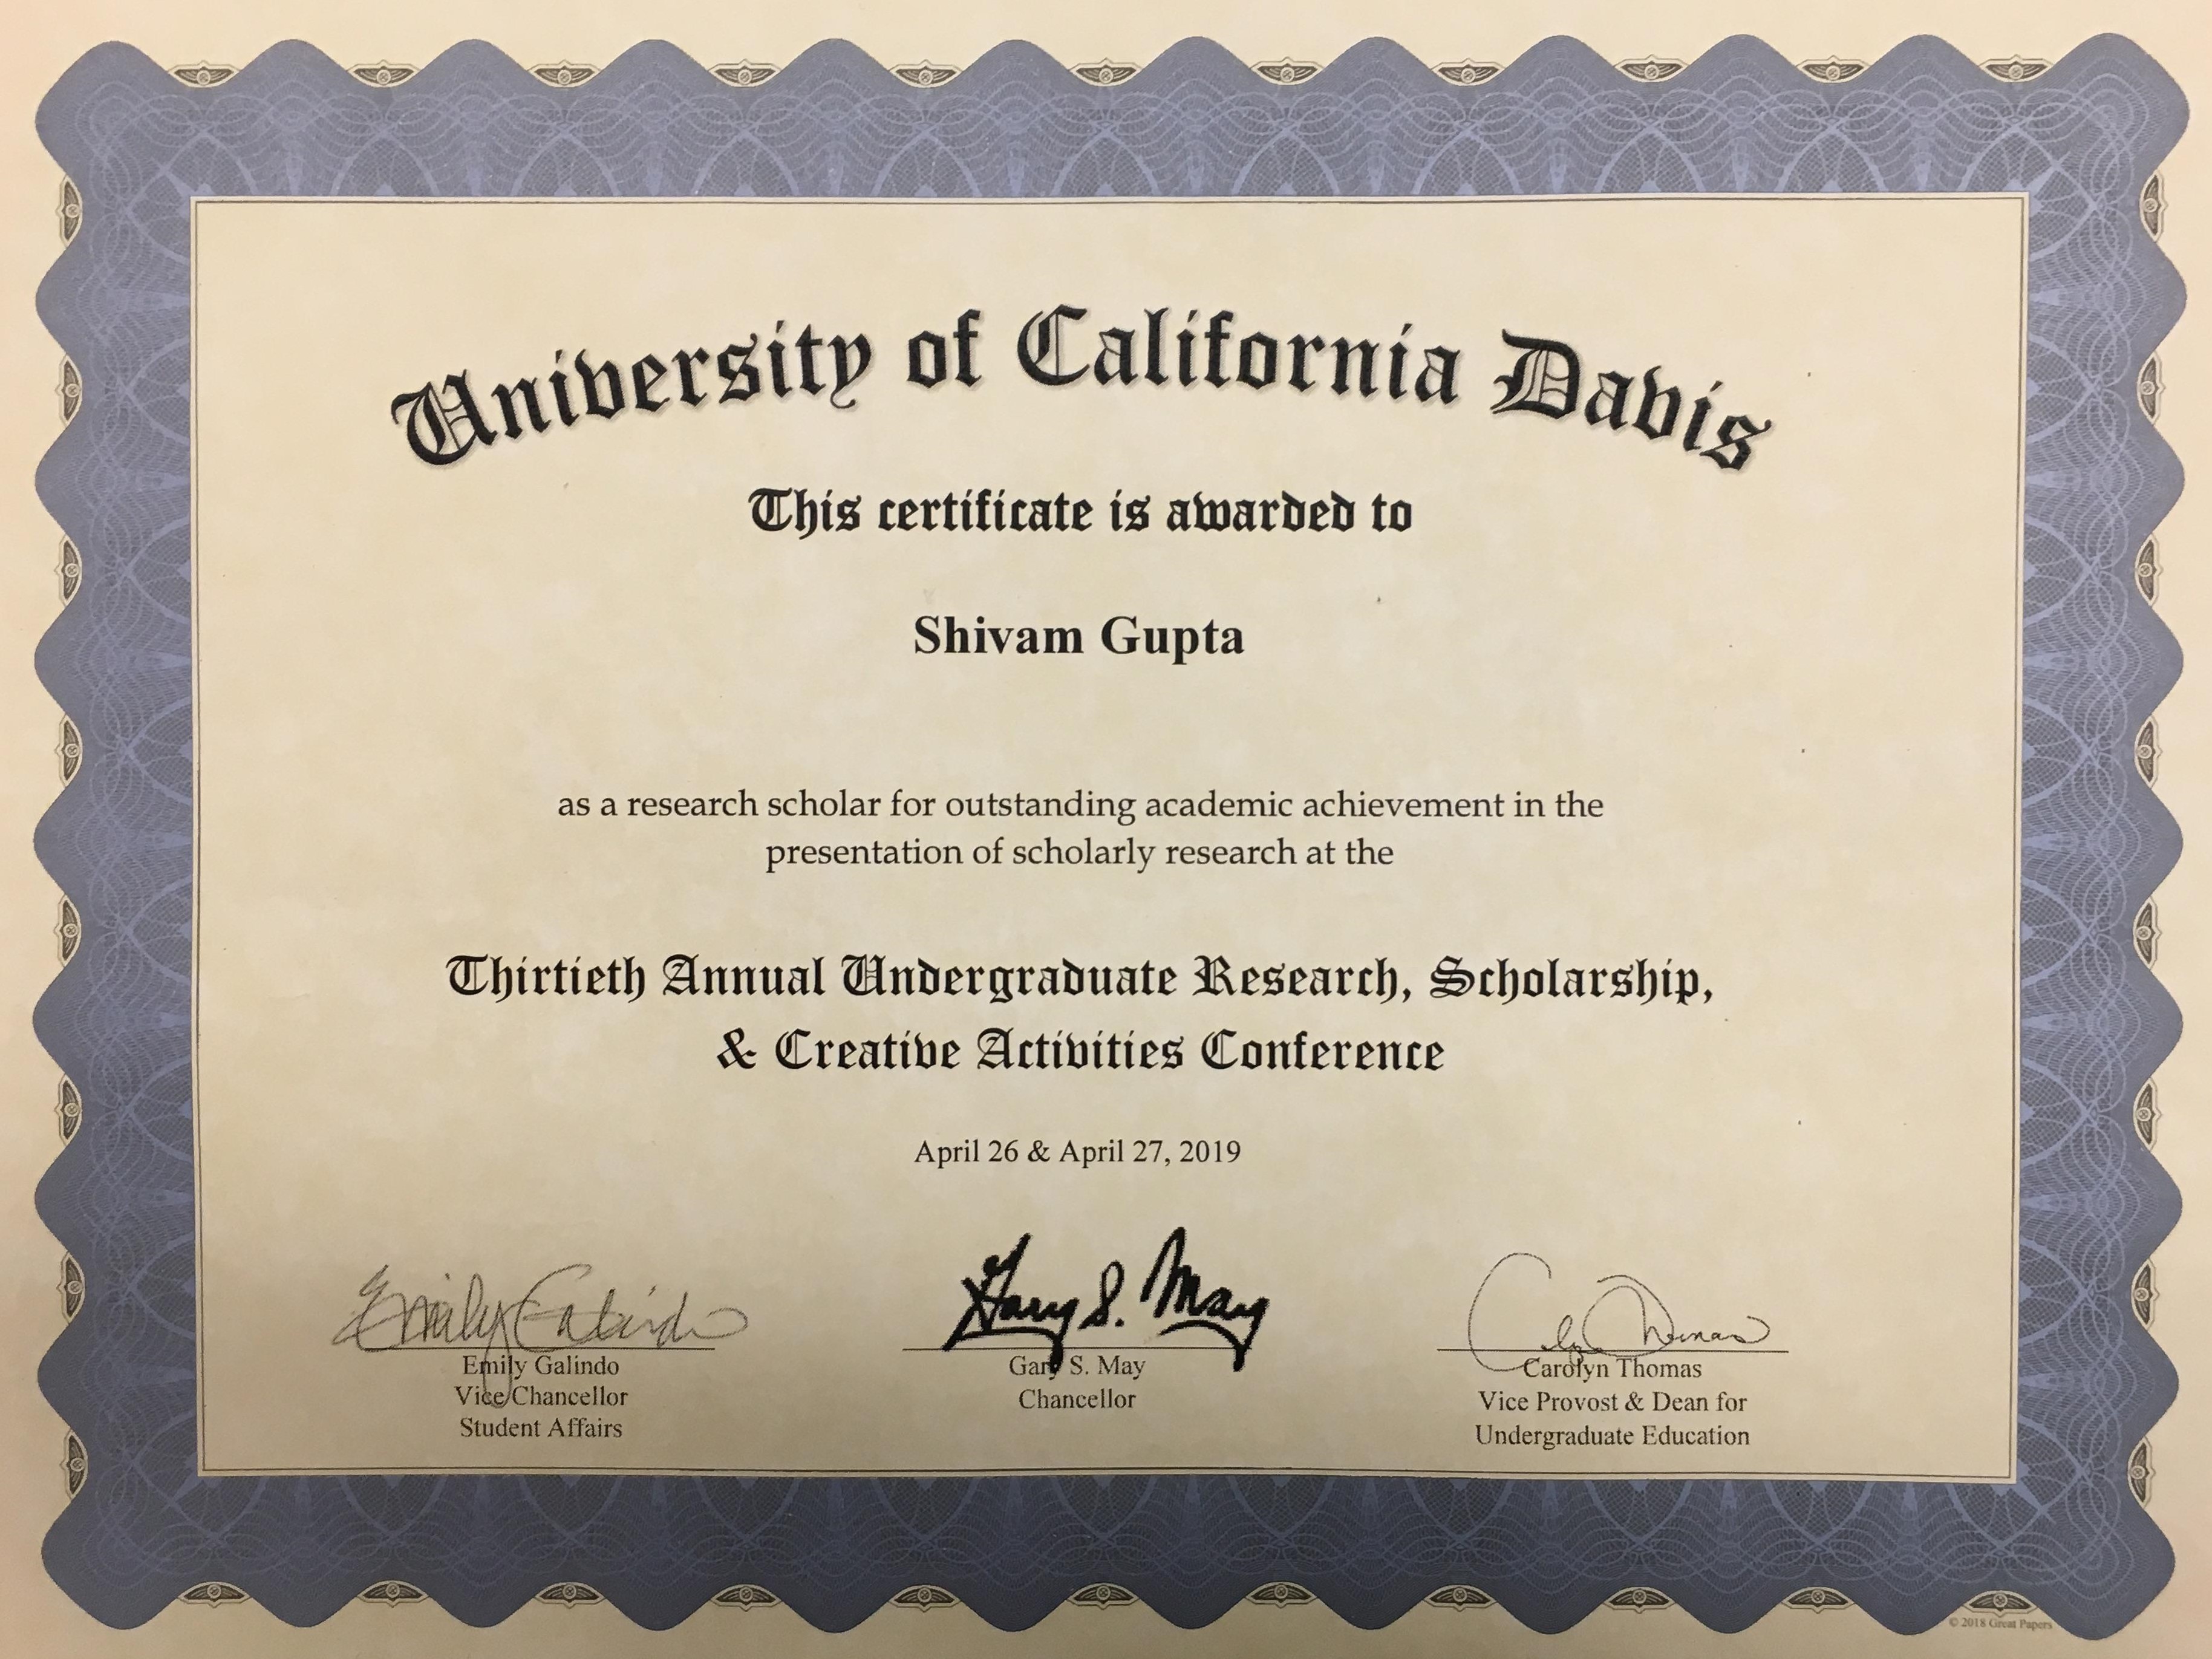 University of California Davis
This certificate is awarded to
Shivam Gupta
as a research scholar for outstanding academic achievement in the
presentation of scholarly research at the
Thirtieth Annual Undergraduate Research, Scholarship,
& Creative Activities Conference
April 26 & April 27, 2019
Emily Galindo
Emily Galindo
Vice Chancellor
Student Affairs
Gary S. May
Gary S. May
Chancellor
Carolyn Thomas
Carolyn Thomas
Vice Provost & Dean for
Undergraduate Education
© 2018 Great Papers